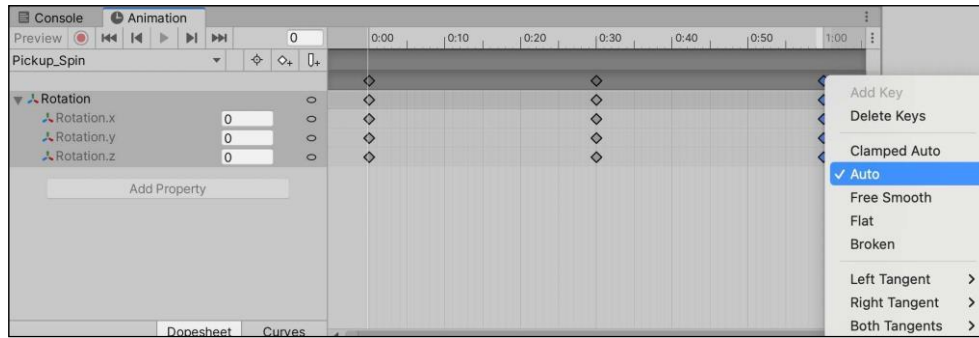 Console Animation
Preview 0 0:00 0:10 0:20 0:30 0:40 0:50 1:00
Pickup_Spin
Rotation
Rotation.x 0
Rotation.y 0
Rotation.z 0
Add Property
Dopesheet Curves
Add Key
Delete Keys
Clamped Auto
Auto
Free Smooth
Flat
Broken
Left Tangent
Right Tangent
Both Tangents